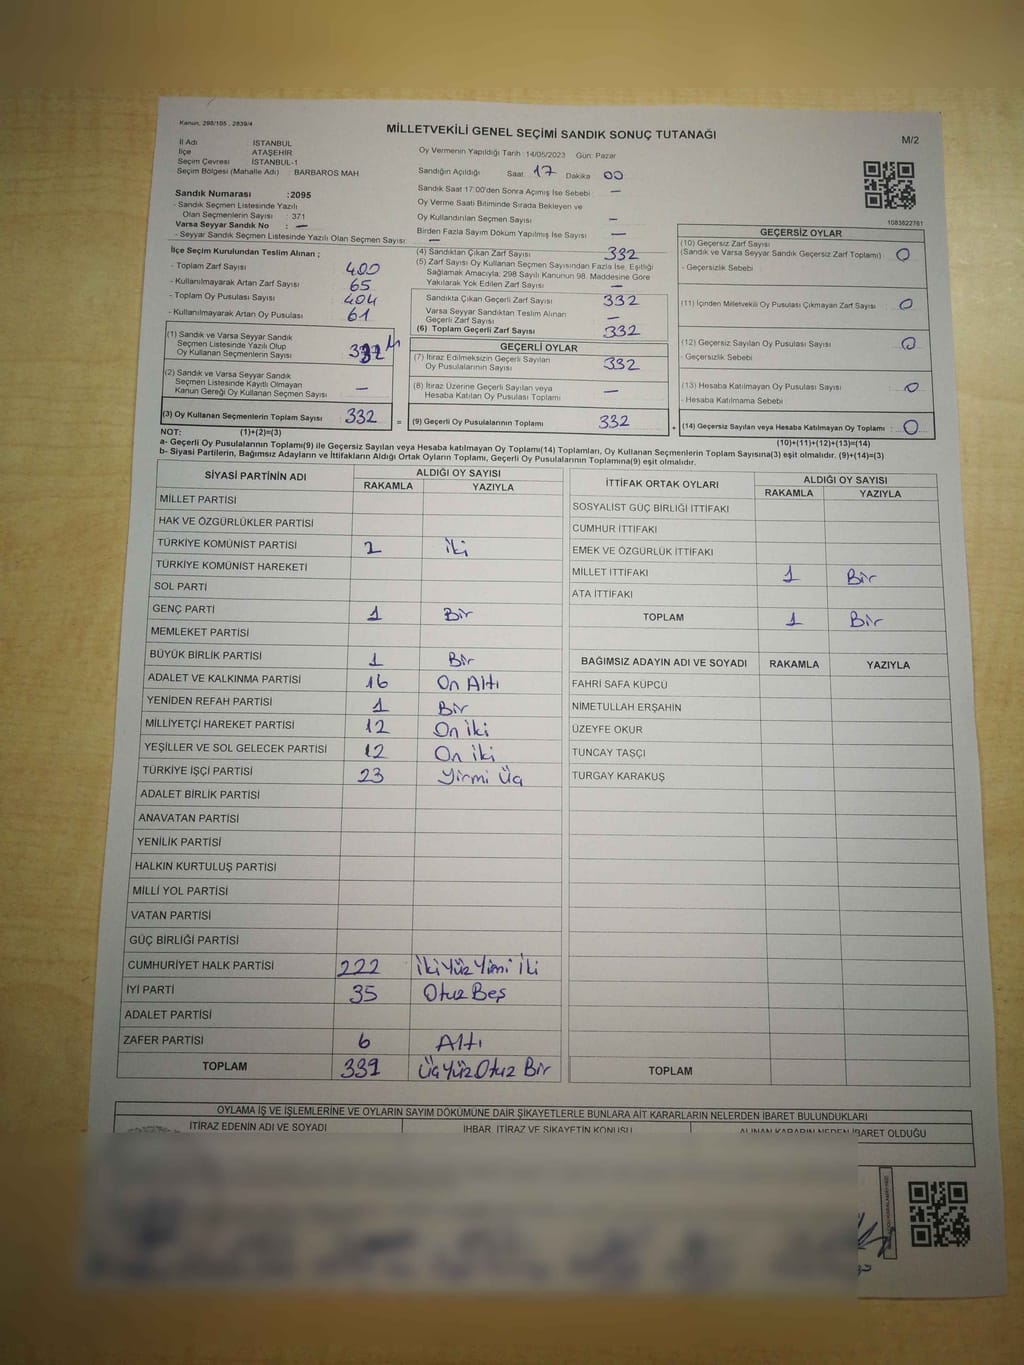 Kanun, 298/105 , 2839/4
MİLLETVEKİLİ GENEL SEÇİMİ SANDIK SONUÇ TUTANAĞI
M/2
İl Adı İSTANBUL
İlçe ATAŞEHİR
Seçim Çevresi İSTANBUL-1
Seçim Bölgesi (Mahalle Adı) : BARBAROS MAH
Oy Vermenin Yapıldığı Tarih :14/05/2023 Gün: Pazar
Sandığın Açıldığı Saat 17 Dakika 00
Sandık Saat 17:00'den Sonra Açılmış İse Sebebi : —
Oy Verme Saati Bitiminde Sırada Bekleyen ve
Oy Kullandırılan Seçmen Sayısı —
Birden Fazla Sayım Döküm Yapılmış İse Sayısı —
Sandık Numarası :2095
- Sandık Seçmen Listesinde Yazılı
Olan Seçmenlerin Sayısı : 371
Varsa Seyyar Sandık No : —
- Seyyar Sandık Seçmen Listesinde Yazılı Olan Seçmen Sayısı: —
1083822761
İlçe Seçim Kurulundan Teslim Alınan ;
- Toplam Zarf Sayısı 400
- Kullanılmayarak Artan Zarf Sayısı 65
- Toplam Oy Pusulası Sayısı 404
- Kullanılmayarak Artan Oy Pusulası 61
(1) Sandık ve Varsa Seyyar Sandık
Seçmen Listesinde Yazılı Olup
Oy Kullanan Seçmenlerin Sayısı 332
(2) Sandık ve Varsa Seyyar Sandık
Seçmen Listesinde Kayıtlı Olmayan
Kanun Gereği Oy Kullanan Seçmen Sayısı —
(3) Oy Kullanan Seçmenlerin Toplam Sayısı 332 =
(4) Sandıktan Çıkan Zarf Sayısı 332
(5) Zarf Sayısı Oy Kullanan Seçmen Sayısından Fazla İse, Eşitliği
Sağlamak Amacıyla; 298 Sayılı Kanunun 98. Maddesine Göre
Yakılarak Yok Edilen Zarf Sayısı —
Sandıkta Çıkan Geçerli Zarf Sayısı 332
Varsa Seyyar Sandıktan Teslim Alınan
Geçerli Zarf Sayısı —
(6) Toplam Geçerli Zarf Sayısı 332
GEÇERLİ OYLAR
(7) İtiraz Edilmeksizin Geçerli Sayılan
Oy Pusulalarının Sayısı 332
(8) İtiraz Üzerine Geçerli Sayılan veya
Hesaba Katılan Oy Pusulası Toplamı —
(9) Geçerli Oy Pusulalarının Toplamı 332 +
GEÇERSİZ OYLAR
(10) Geçersiz Zarf Sayısı
(Sandık ve Varsa Seyyar Sandık Geçersiz Zarf Toplamı) : 0
- Geçersizlik Sebebi :
(11) İçinden Milletvekili Oy Pusulası Çıkmayan Zarf Sayısı : 0
(12) Geçersiz Sayılan Oy Pusulası Sayısı : 0
- Geçersizlik Sebebi
(13) Hesaba Katılmayan Oy Pusulası Sayısı : 0
- Hesaba Katılmama Sebebi
(14) Geçersiz Sayılan veya Hesaba Katılmayan Oy Toplamı : 0
NOT: (1)+(2)=(3)
(10)+(11)+(12)+(13)=(14)
a- Geçerli Oy Pusulalarının Toplamı(9) ile Geçersiz Sayılan veya Hesaba katılmayan Oy Toplamı(14) Toplamları, Oy Kullanan Seçmenlerin Toplam Sayısına(3) eşit olmalıdır. (9)+(14)=(3)
b- Siyasi Partilerin, Bağımsız Adayların ve İttifakların Aldığı Ortak Oyların Toplamı, Geçerli Oy Pusulalarının Toplamına(9) eşit olmalıdır.
SİYASİ PARTİNİN ADI ALDIĞI OY SAYISI
RAKAMLA YAZIYLA
MİLLET PARTİSİ
HAK VE ÖZGÜRLÜKLER PARTİSİ
TÜRKİYE KOMÜNİST PARTİSİ 2 iki
TÜRKİYE KOMÜNİST HAREKETİ
SOL PARTİ
GENÇ PARTİ 1 Bir
MEMLEKET PARTİSİ
BÜYÜK BİRLİK PARTİSİ 1 Bir
ADALET VE KALKINMA PARTİSİ 16 On Altı
YENİDEN REFAH PARTİSİ 1 Bir
MİLLİYETÇİ HAREKET PARTİSİ 12 On iki
YEŞİLLER VE SOL GELECEK PARTİSİ 12 On iki
TÜRKİYE İŞÇİ PARTİSİ 23 Yirmi Üç
ADALET BİRLİK PARTİSİ
ANAVATAN PARTİSİ
YENİLİK PARTİSİ
HALKIN KURTULUŞ PARTİSİ
MİLLİ YOL PARTİSİ
VATAN PARTİSİ
GÜÇ BİRLİĞİ PARTİSİ
CUMHURİYET HALK PARTİSİ 222 İki Yüz Yirmi İki
İYİ PARTİ 35 Otuz Beş
ADALET PARTİSİ
ZAFER PARTİSİ 6 Altı
TOPLAM 331 Üç Yüz Otuz Bir
İTTİFAK ORTAK OYLARI ALDIĞI OY SAYISI
RAKAMLA YAZIYLA
SOSYALİST GÜÇ BİRLİĞİ İTTİFAKI
CUMHUR İTTİFAKI
EMEK VE ÖZGÜRLÜK İTTİFAKI
MİLLET İTTİFAKI 1 Bir
ATA İTTİFAKI
TOPLAM 1 Bir
BAĞIMSIZ ADAYIN ADI VE SOYADI RAKAMLA YAZIYLA
FAHRİ SAFA KÜPCÜ
NİMETULLAH ERŞAHİN
ÜZEYFE OKUR
TUNCAY TAŞÇI
TURGAY KARAKUŞ
TOPLAM
OYLAMA İŞ VE İŞLEMLERİNE VE OYLARIN SAYIM DÖKÜMÜNE DAİR ŞİKAYETLERLE BUNLARA AİT KARARLARIN NELERDEN İBARET BULUNDUKLARI
İTİRAZ EDENİN ADI VE SOYADI İHBAR, İTİRAZ VE ŞİKAYETİN KONUSU ALINAN KARARIN NEDEN İBARET OLDUĞU